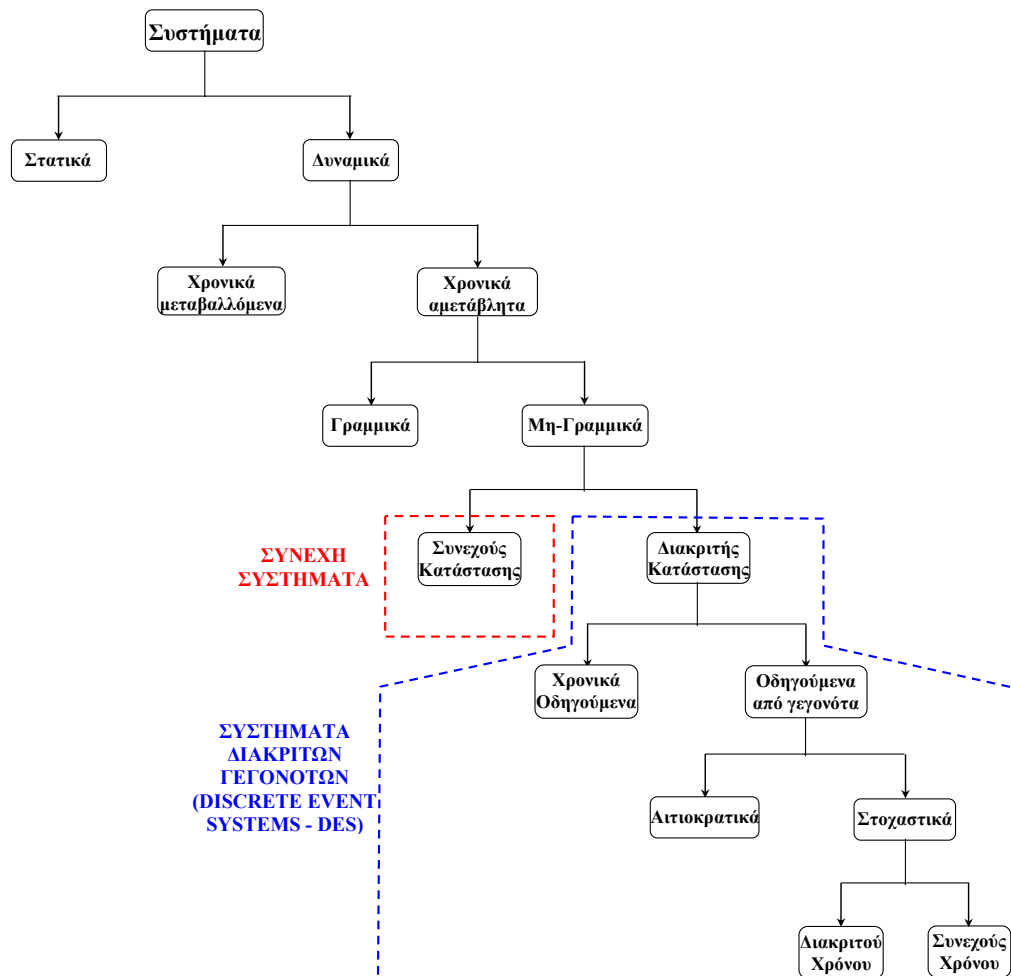 Συστήματα
Στατικά
Δυναμικά
Χρονικά
μεταβαλλόμενα
Χρονικά
αμετάβλητα
Γραμμικά
Μη-Γραμμικά
ΣΥΝΕΧΗ
ΣΥΣΤΗΜΑΤΑ
Συνεχούς
Κατάστασης
Διακριτής
Κατάστασης
Χρονικά
Οδηγούμενα
Οδηγούμενα
από γεγονότα
ΣΥΣΤΗΜΑΤΑ
ΔΙΑΚΡΙΤΩΝ
ΓΕΓΟΝΟΤΩΝ
(DISCRETE EVENT
SYSTEMS - DES)
Αιτιοκρατικά
Στοχαστικά
Διακριτού
Χρόνου
Συνεχούς
Χρόνου